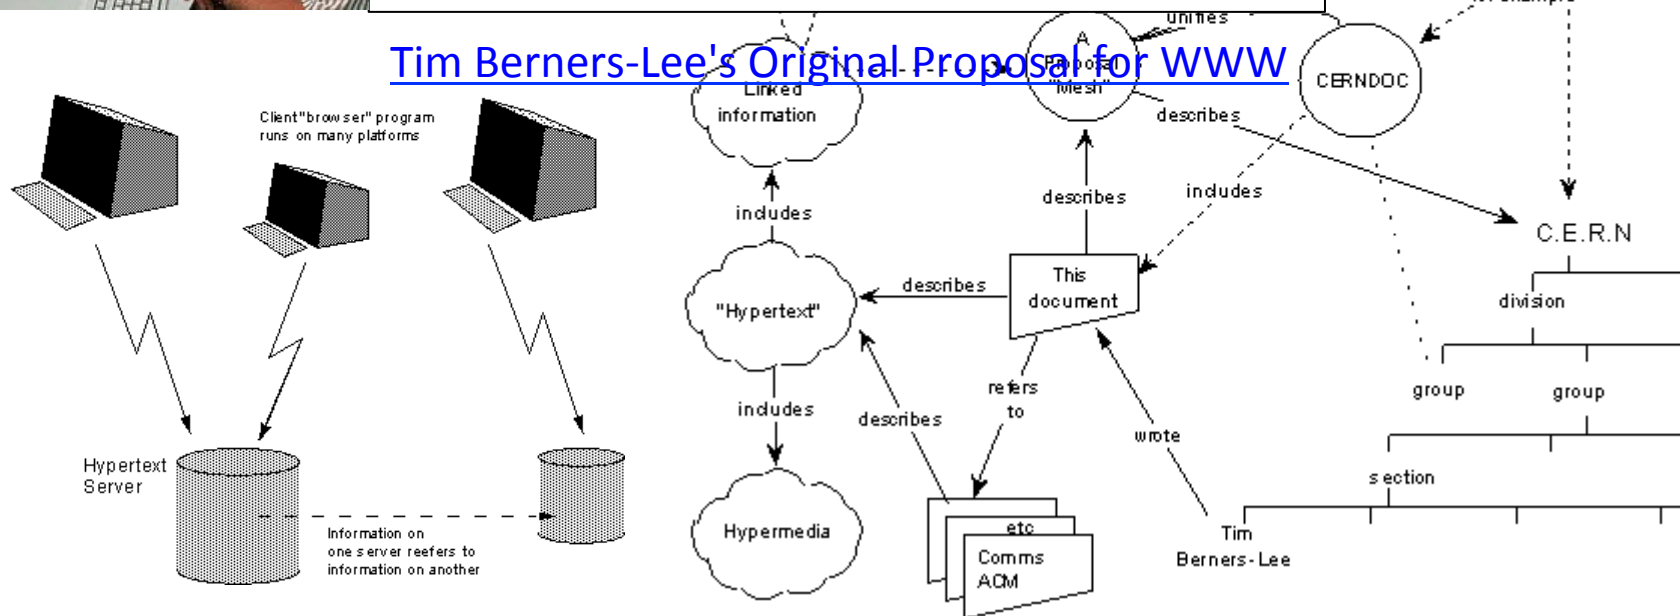 unifies
Tim Berners-Lee's Original Proposal for WWW
A
Proposal
"Mesh"
CERNDOC
Linked
information
Client "browser" program
runs on many platforms
describes
describes
includes
includes
C.E.R.N
This
document
describes
"Hypertext"
division
refers
to
group
group
includes
describes
wrote
Hypertext
Server
section
Information on
one server reefers to
information on another
Hypermedia
etc
Comms
ACM
Tim
Berners-Lee